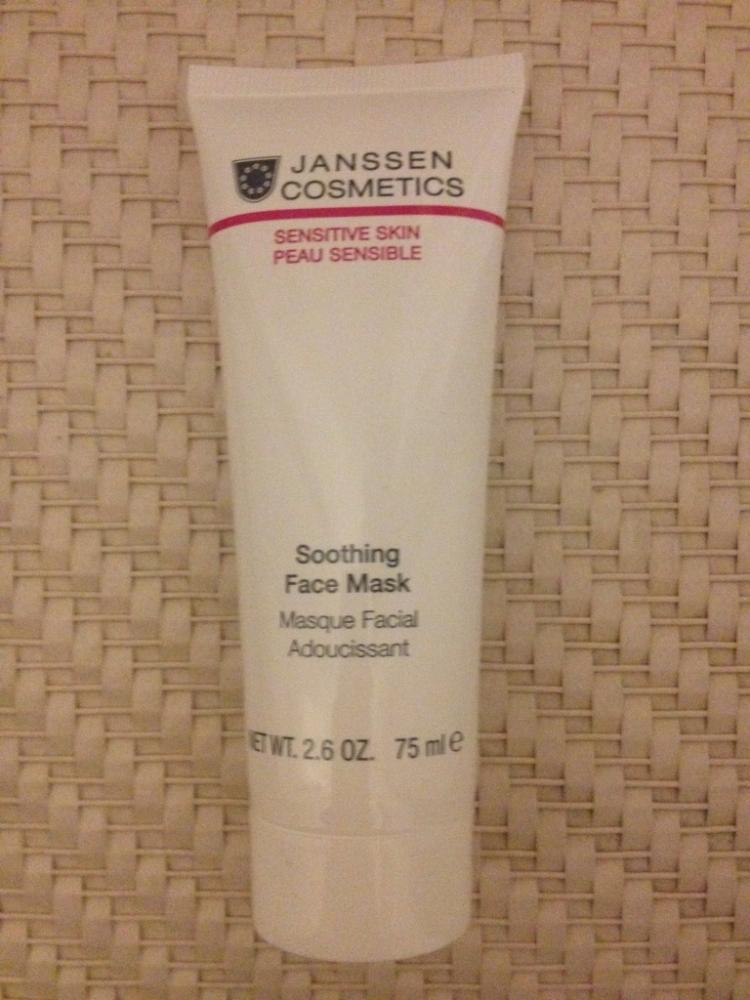 JANSSEN
COSMETICS
SENSITIVE SKIN
PEAU SENSIBLE
Soothing
Face Mask
Masque Facial
Adoucissant
NET WT. 2.6 OZ. 75 ml e